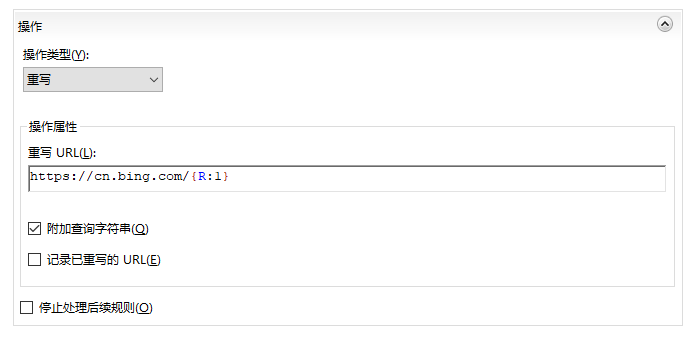 操作
操作类型(Y):
重写
操作属性
重写 URL(L):
https://cn.bing.com/{R:1}
附加查询字符串(Q)
记录已重写的 URL(E)
停止处理后续规则(O)